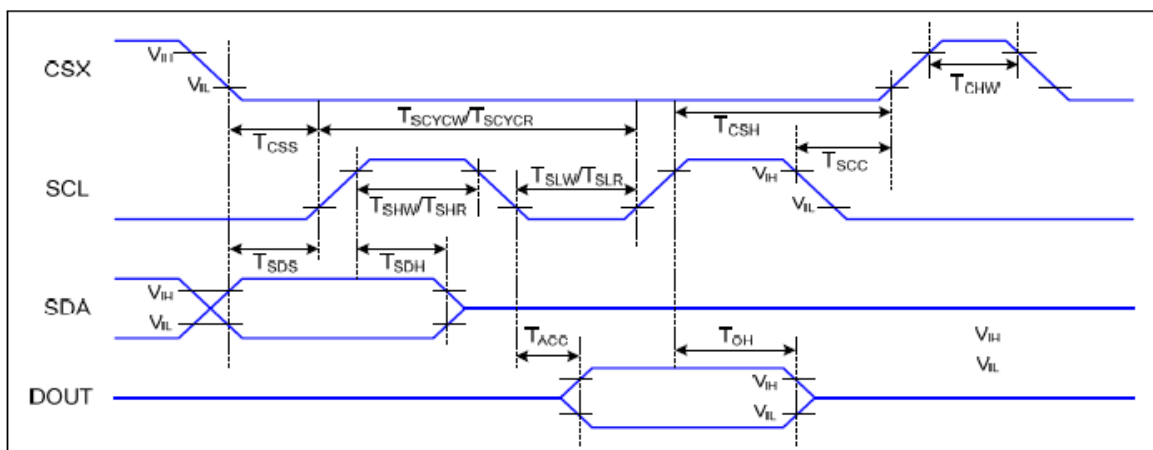 CSX
VIH
VIL
TCHW
TCSS
TSCYCW/TSCYCR
TCSH
TSCC
SCL
TSHW/TSHR
TSLW/TSLR
VIH
VIL
TSDS
TSDH
SDA
VIH
VIL
TACC
TOH
VIH
VIL
DOUT
VIH
VIL